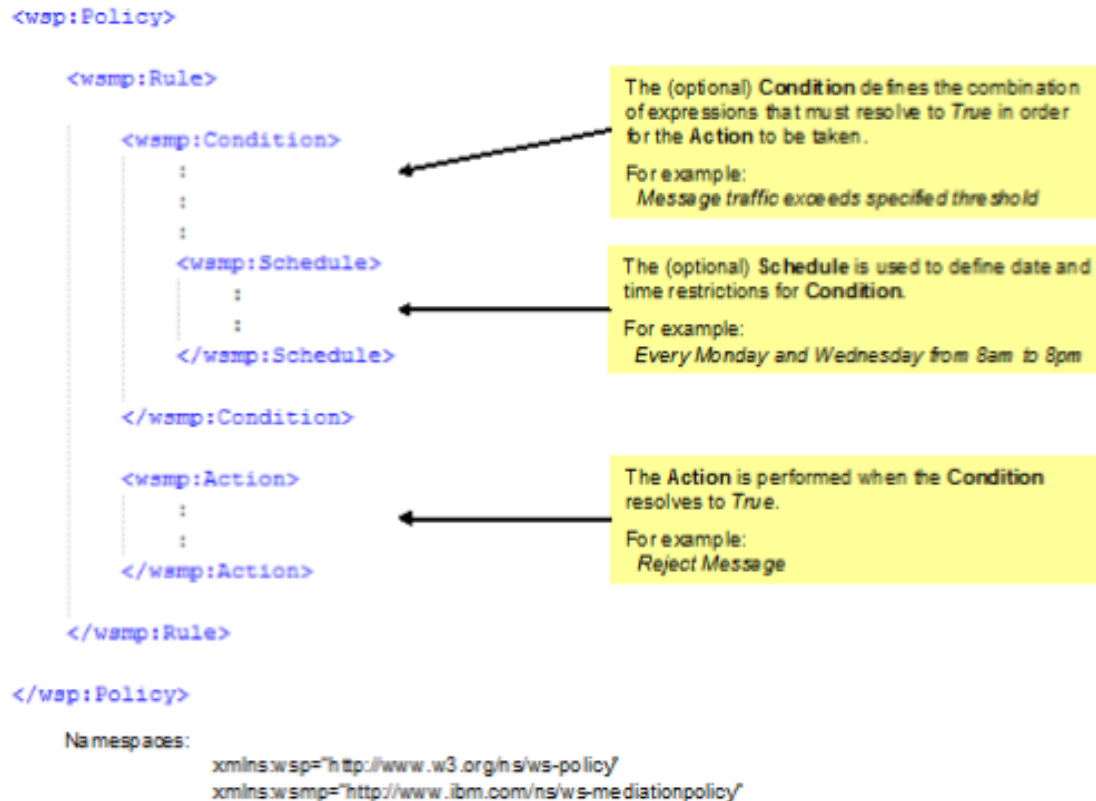 <wsp:Policy>
<wsmp:Rule>
<wsmp:Condition>
:
:
:
<wsmp:Schedule>
:
:
</wsmp:Schedule>
</wsmp:Condition>
<wsmp:Action>
:
:
</wsmp:Action>
</wsmp:Rule>
</wsp:Policy>
The (optional) Condition defines the combination
of expressions that must resolve to True in order
for the Action to be taken.
For example:
Message traffic exceeds specified threshold
The (optional) Schedule is used to define date and
time restrictions for Condition.
For example:
Every Monday and Wednesday from 8am to 8pm
The Action is performed when the Condition
resolves to True.
For example:
Reject Message
Namespaces:
xmlns:wsp="http://www.w3.org/ns/ws-policy"
xmlns:wsmp="http://www.ibm.com/ns/ws-mediationpolicy"